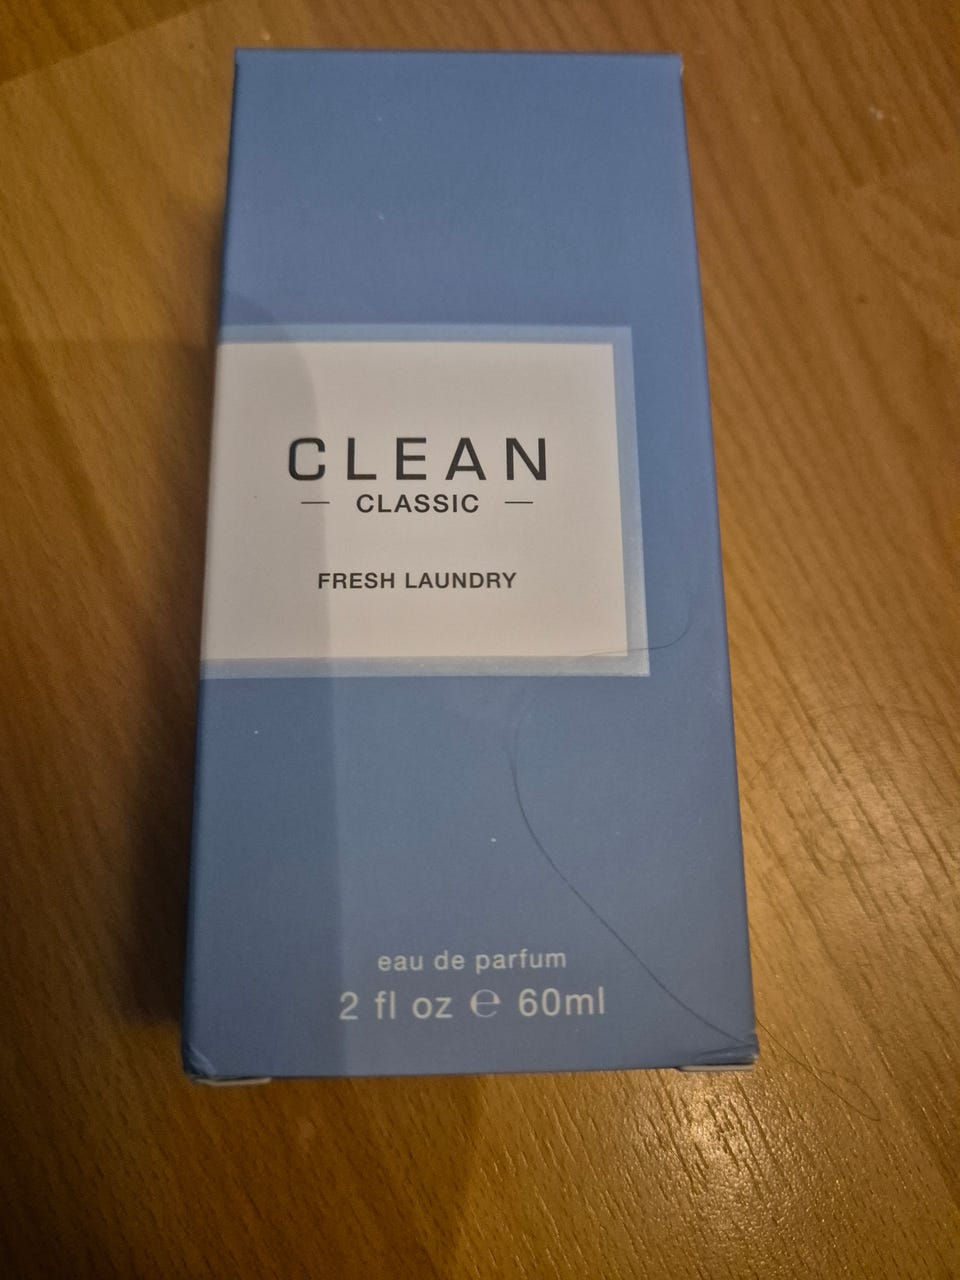 CLEAN
— CLASSIC —
FRESH LAUNDRY
eau de parfum
2 fl oz ℮ 60ml